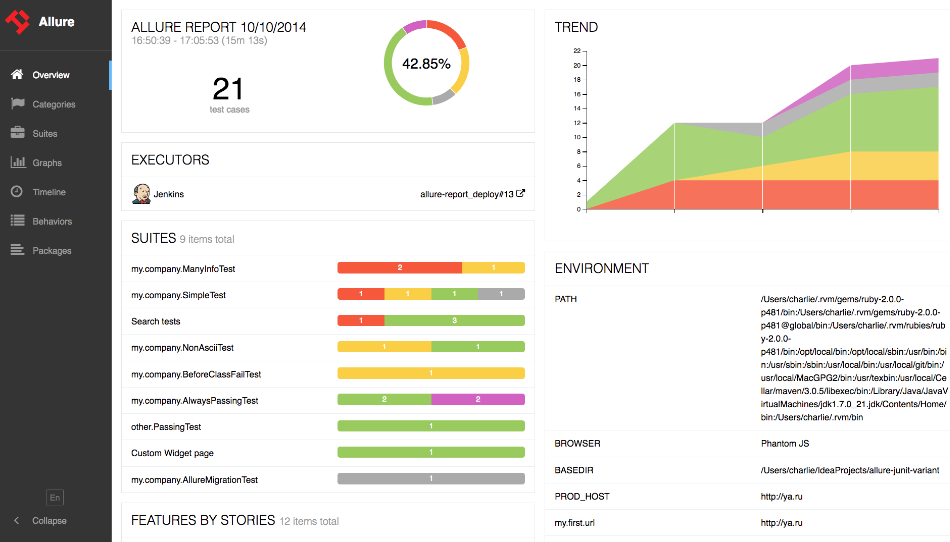 Allure
Overview
Categories
Suites
Graphs
Timeline
Behaviors
Packages
En
Collapse
ALLURE REPORT 10/10/2014
16:50:39 - 17:05:53 (15m 13s)
21
test cases
42.85%
EXECUTORS
Jenkins allure-report_deploy#13
SUITES 9 items total
my.company.ManyInfoTest 2 1
my.company.SimpleTest 1 1 1 1
Search tests 1 3
my.company.NonAsciiTest 1 1
my.company.BeforeClassFailTest 1
my.company.AlwaysPassingTest 2 2
other.PassingTest 1
Custom Widget page 1
my.company.AllureMigrationTest 1
FEATURES BY STORIES 12 items total
TREND
22
20
18
16
14
12
10
8
6
4
2
0
ENVIRONMENT
PATH
/Users/charlie/.rvm/gems/ruby-2.0.0-
p481/bin:/Users/charlie/.rvm/gems/ruby-2.0.0-
p481@global/bin:/Users/charlie/.rvm/rubies/rub
y-2.0.0-
p481/bin:/opt/local/bin:/opt/local/sbin:/usr/bin:/bi
n:/usr/sbin:/sbin:/usr/local/bin:/usr/local/git/bin:/
usr/local/MacGPG2/bin:/usr/texbin:/usr/local/Ce
llar/maven/3.0.5/libexec/bin:/Library/Java/JavaV
irtualMachines/jdk1.7.0_21.jdk/Contents/Home/
bin:/Users/charlie/.rvm/bin
BROWSER Phantom JS
BASEDIR /Users/charlie/IdeaProjects/allure-junit-variant
PROD_HOST http://ya.ru
my.first.url http://ya.ru